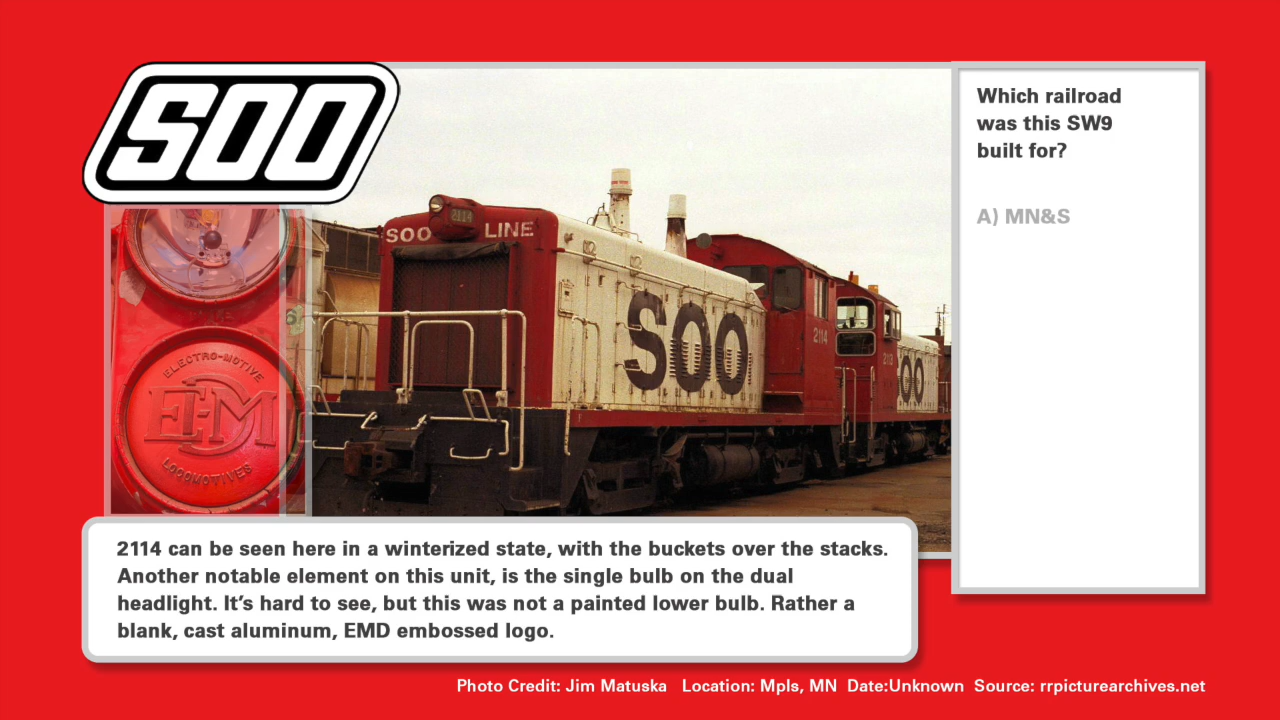 SOO
Which railroad
was this SW9
built for?
A) MN&S
2114
SOO LINE
SOO
2114
ELECTRO-MOTIVE
EMD
LOCOMOTIVES
2114 can be seen here in a winterized state, with the buckets over the stacks.
Another notable element on this unit, is the single bulb on the dual
headlight. It’s hard to see, but this was not a painted lower bulb. Rather a
blank, cast aluminum, EMD embossed logo.
Photo Credit: Jim Matuska Location: Mpls, MN Date:Unknown Source: rrpicturearchives.net